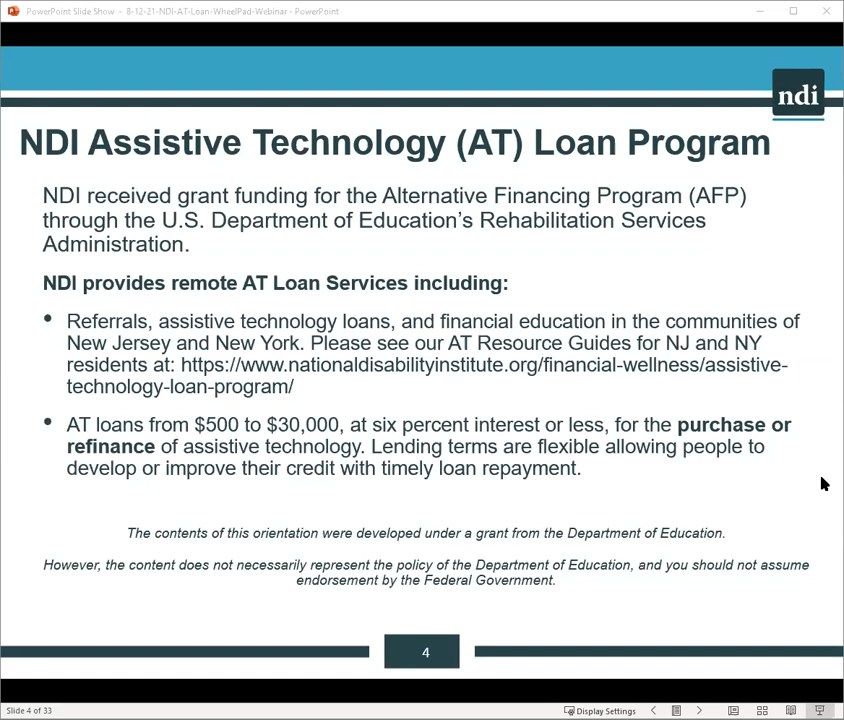 PowerPoint Slide Show - 8-12-21-NDI-AT-Loan-WheelPad-Webinar - PowerPoint
ndi
NDI Assistive Technology (AT) Loan Program
NDI received grant funding for the Alternative Financing Program (AFP)
through the U.S. Department of Education’s Rehabilitation Services
Administration.
NDI provides remote AT Loan Services including:
• Referrals, assistive technology loans, and financial education in the communities of
New Jersey and New York. Please see our AT Resource Guides for NJ and NY
residents at: https://www.nationaldisabilityinstitute.org/financial-wellness/assistive-
technology-loan-program/
• AT loans from $500 to $30,000, at six percent interest or less, for the purchase or
refinance of assistive technology. Lending terms are flexible allowing people to
develop or improve their credit with timely loan repayment.
The contents of this orientation were developed under a grant from the Department of Education.
However, the content does not necessarily represent the policy of the Department of Education, and you should not assume
endorsement by the Federal Government.
4
Slide 4 of 33
Display Settings